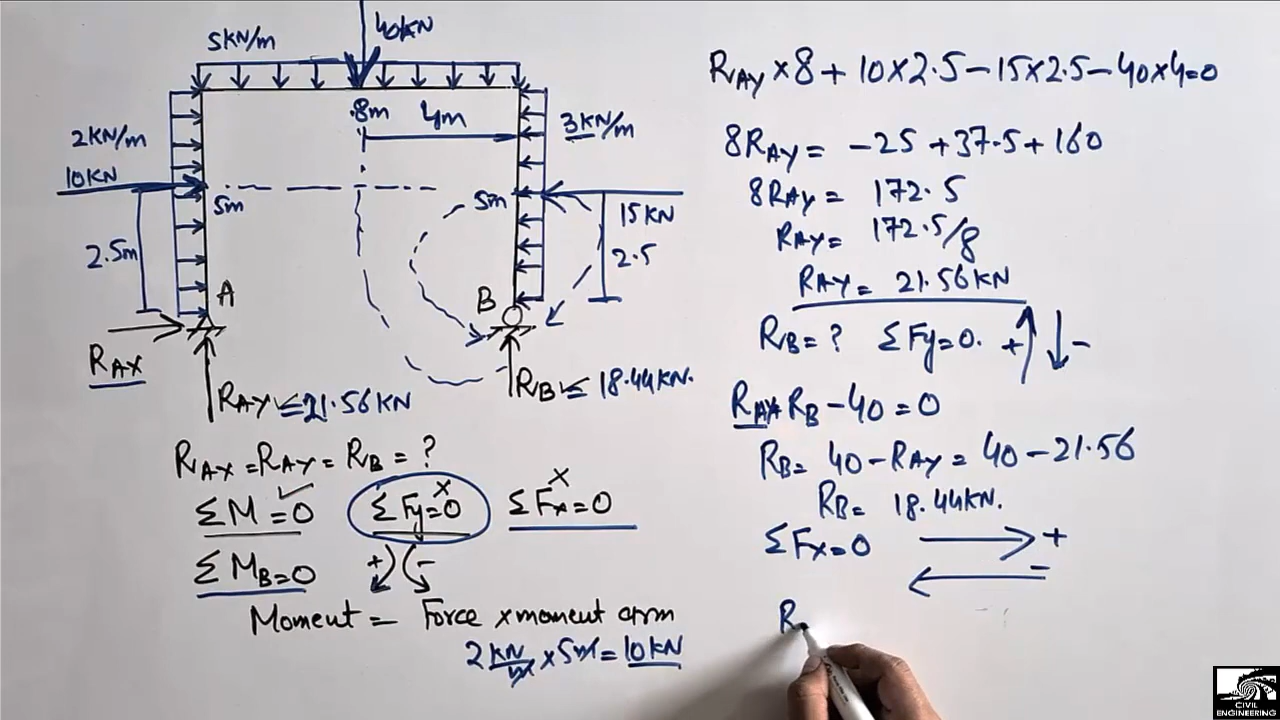 40KN
5KN/m
.8m
4m
2KN/m
3KN/m
10KN
5m
5m
15KN
2.5m
2.5
A
B
RAX
RAY = 21.56KN
RB = 18.44KN.
RAX = RAY = RB = ?
ΣM = 0
ΣFy = 0
x
ΣFx = 0
x
ΣMB = 0
+
-
Moment = Force x moment arm
2 KN/m x 5m = 10KN
RAY x 8 + 10 x 2.5 - 15 x 2.5 - 40 x 4 = 0
8RAY = -25 + 37.5 + 160
8RAY = 172.5
RAY = 172.5/8
RAY = 21.56KN
RB = ? ΣFy = 0. + -
RAY + RB - 40 = 0
RB = 40 - RAY = 40 - 21.56
RB = 18.44KN.
ΣFx = 0 +
-
R
CIVIL
ENGINEERING